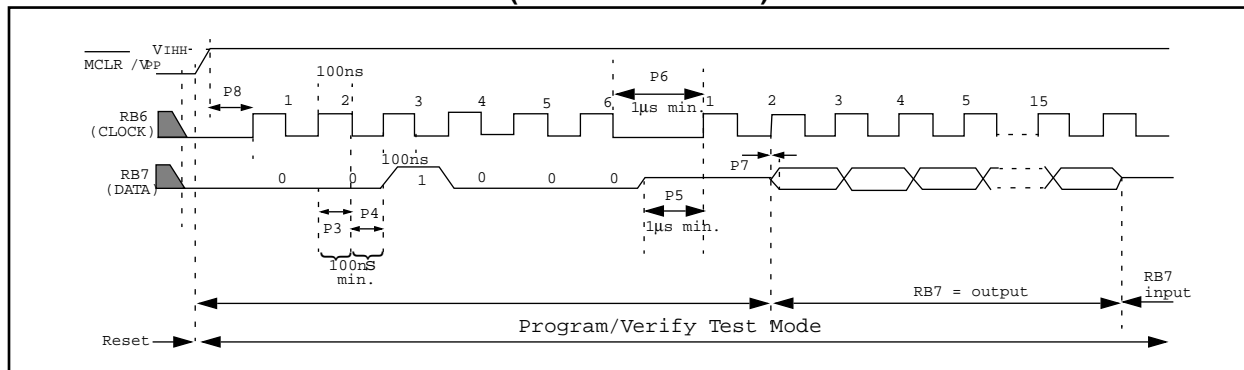 VIHH
MCLR /VPP
100ns
P8
P6
1 2 3 4 5 6
1µs min.
1 2 3 4 5 15
RB6
(CLOCK)
100ns
P7
RB7
(DATA)
0 0 1 0 0 0
P3 P4
P5
1µs min.
100ns
min.
RB7 = output
RB7
input
Program/Verify Test Mode
Reset